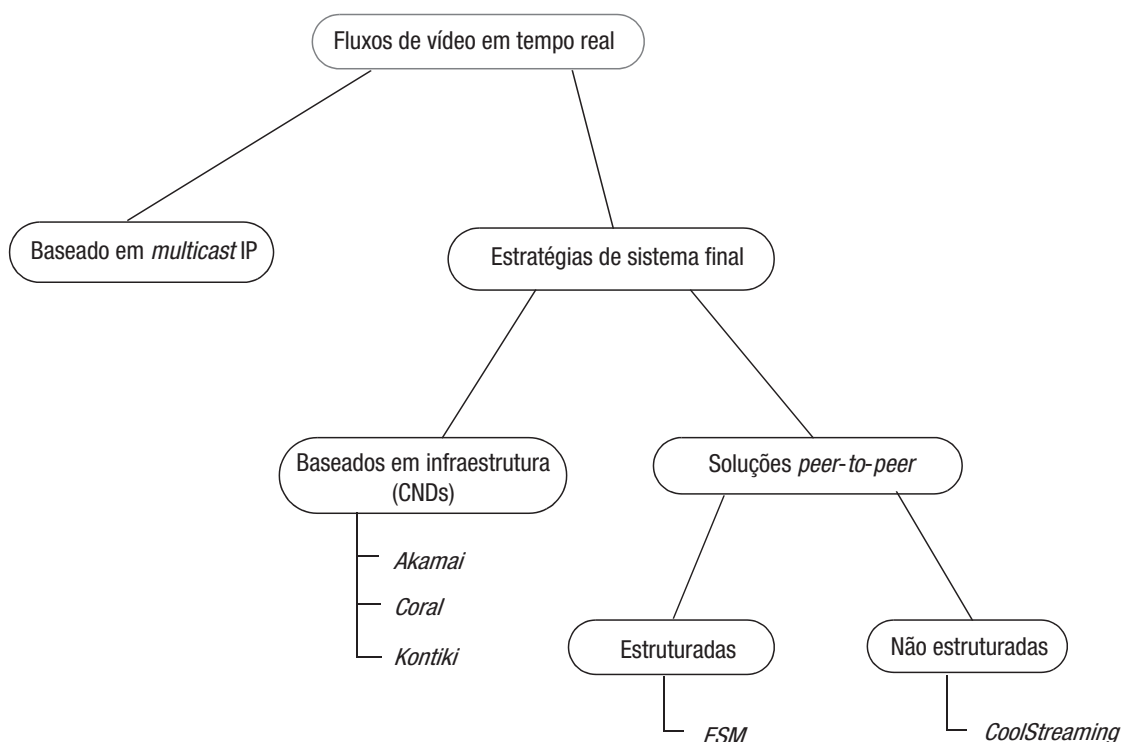 Fluxos de vídeo em tempo real
Baseado em multicast IP
Estratégias de sistema final
Baseados em infraestrutura
(CNDs)
Soluções peer-to-peer
Akamai
Coral
Kontiki
Estruturadas
Não estruturadas
ESM
CoolStreaming